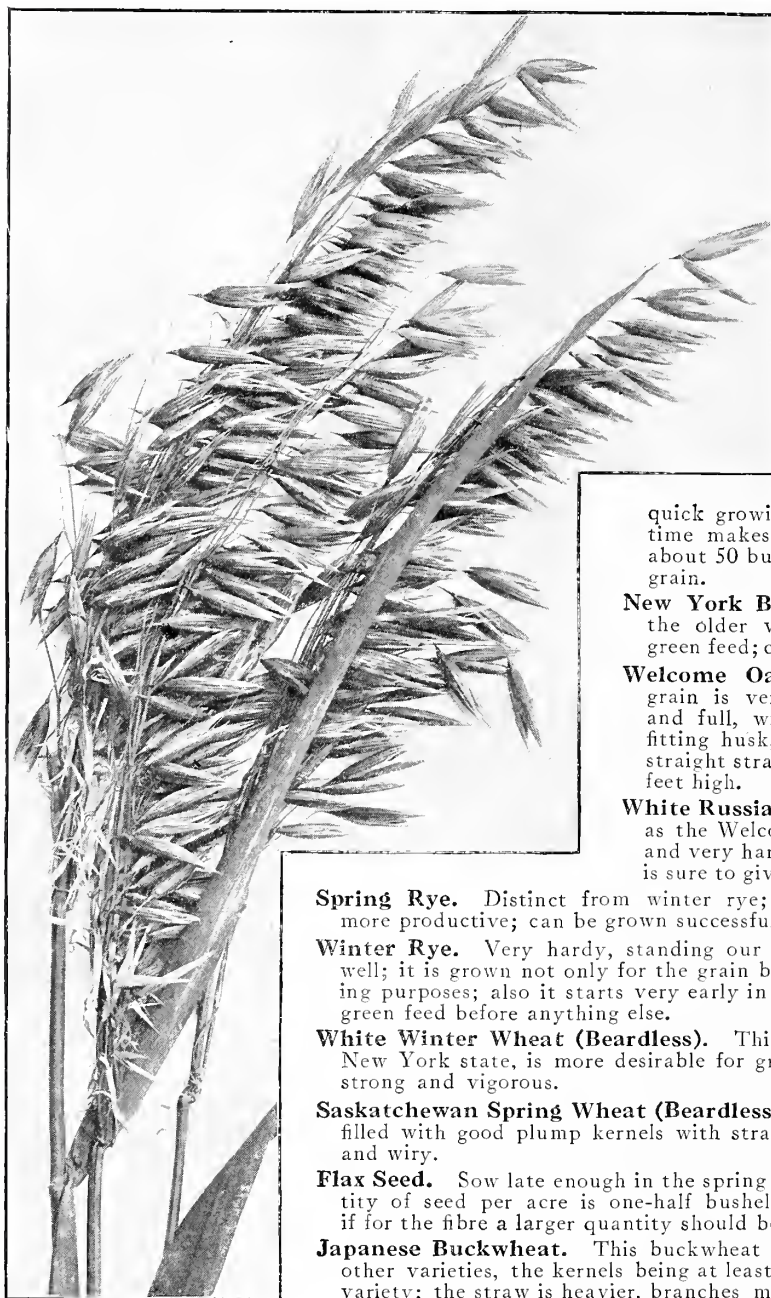 quick growi
time makes
about 50 bu
grain.
New York B
the older v
green feed; c
Welcome Oa
grain is ve
and full, w
fitting husk
straight stra
feet high.
White Russia
as the Welco
and very har
is sure to giv
Spring Rye. Distinct from winter rye;
more productive; can be grown successfu
Winter Rye. Very hardy, standing our
well; it is grown not only for the grain b
ing purposes; also it starts very early in
green feed before anything else.
White Winter Wheat (Beardless). Thi
New York state, is more desirable for gr
strong and vigorous.
Saskatchewan Spring Wheat (Beardless
filled with good plump kernels with stra
and wiry.
Flax Seed. Sow late enough in the spring
tity of seed per acre is one-half bushel
if for the fibre a larger quantity should b
Japanese Buckwheat. This buckwheat
other varieties, the kernels being at least
variety; the straw is heavier, branches m